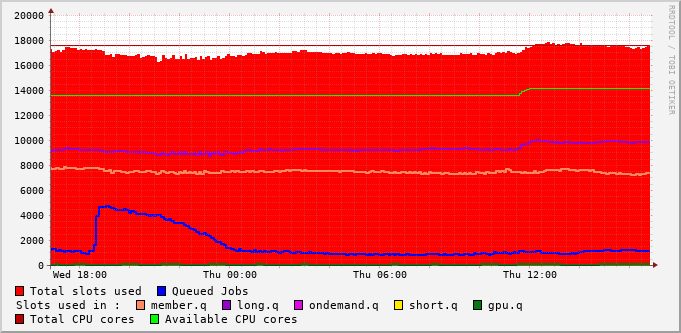 RRDTOOL / TOBI OETIKER
20000
18000
16000
14000
12000
10000
8000
6000
4000
2000
0
Wed 18:00 Thu 00:00 Thu 06:00 Thu 12:00
Total slots used Queued Jobs
Slots used in : member.q long.q ondemand.q short.q gpu.q
Total CPU cores Available CPU cores